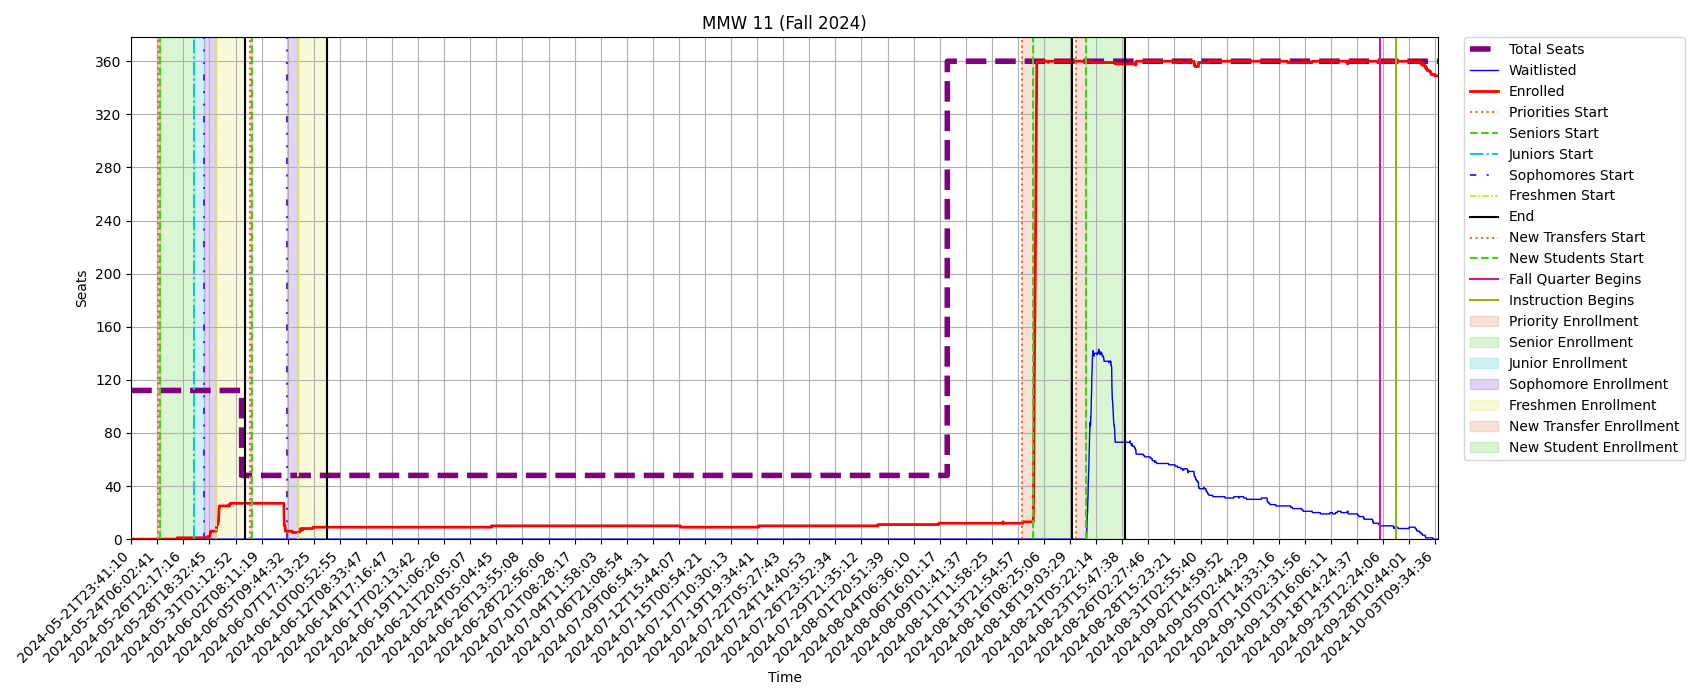 MMW 11 (Fall 2024)
Seats
360
320
280
240
200
160
120
80
40
0
2024-05-21T23:41:10
2024-05-24T06:02:41
2024-05-26T12:17:16
2024-05-28T18:32:45
2024-05-31T01:12:52
2024-06-02T08:11:19
2024-06-05T09:44:32
2024-06-07T17:13:25
2024-06-10T00:52:55
2024-06-12T08:33:47
2024-06-14T17:16:47
2024-06-17T02:13:42
2024-06-19T11:06:26
2024-06-21T20:05:07
2024-06-24T05:04:45
2024-06-26T13:55:08
2024-06-28T22:56:06
2024-07-01T08:28:17
2024-07-04T11:58:03
2024-07-06T21:08:54
2024-07-09T06:54:31
2024-07-12T15:44:07
2024-07-15T00:54:21
2024-07-17T10:30:13
2024-07-19T19:34:41
2024-07-22T05:27:43
2024-07-24T14:40:53
2024-07-26T23:52:34
2024-07-29T21:35:12
2024-08-01T20:51:39
2024-08-04T06:36:10
2024-08-06T16:01:17
2024-08-09T01:41:37
2024-08-11T11:58:25
2024-08-13T21:54:57
2024-08-16T08:25:06
2024-08-18T19:03:29
2024-08-21T05:22:14
2024-08-23T15:47:38
2024-08-26T02:27:46
2024-08-28T15:23:21
2024-08-31T02:55:40
2024-09-02T14:59:52
2024-09-05T02:44:29
2024-09-07T14:33:16
2024-09-10T02:31:56
2024-09-13T16:06:11
2024-09-18T14:24:37
2024-09-23T12:24:06
2024-09-28T10:44:01
2024-10-03T09:34:36
Time
Total Seats
Waitlisted
Enrolled
Priorities Start
Seniors Start
Juniors Start
Sophomores Start
Freshmen Start
End
New Transfers Start
New Students Start
Fall Quarter Begins
Instruction Begins
Priority Enrollment
Senior Enrollment
Junior Enrollment
Sophomore Enrollment
Freshmen Enrollment
New Transfer Enrollment
New Student Enrollment